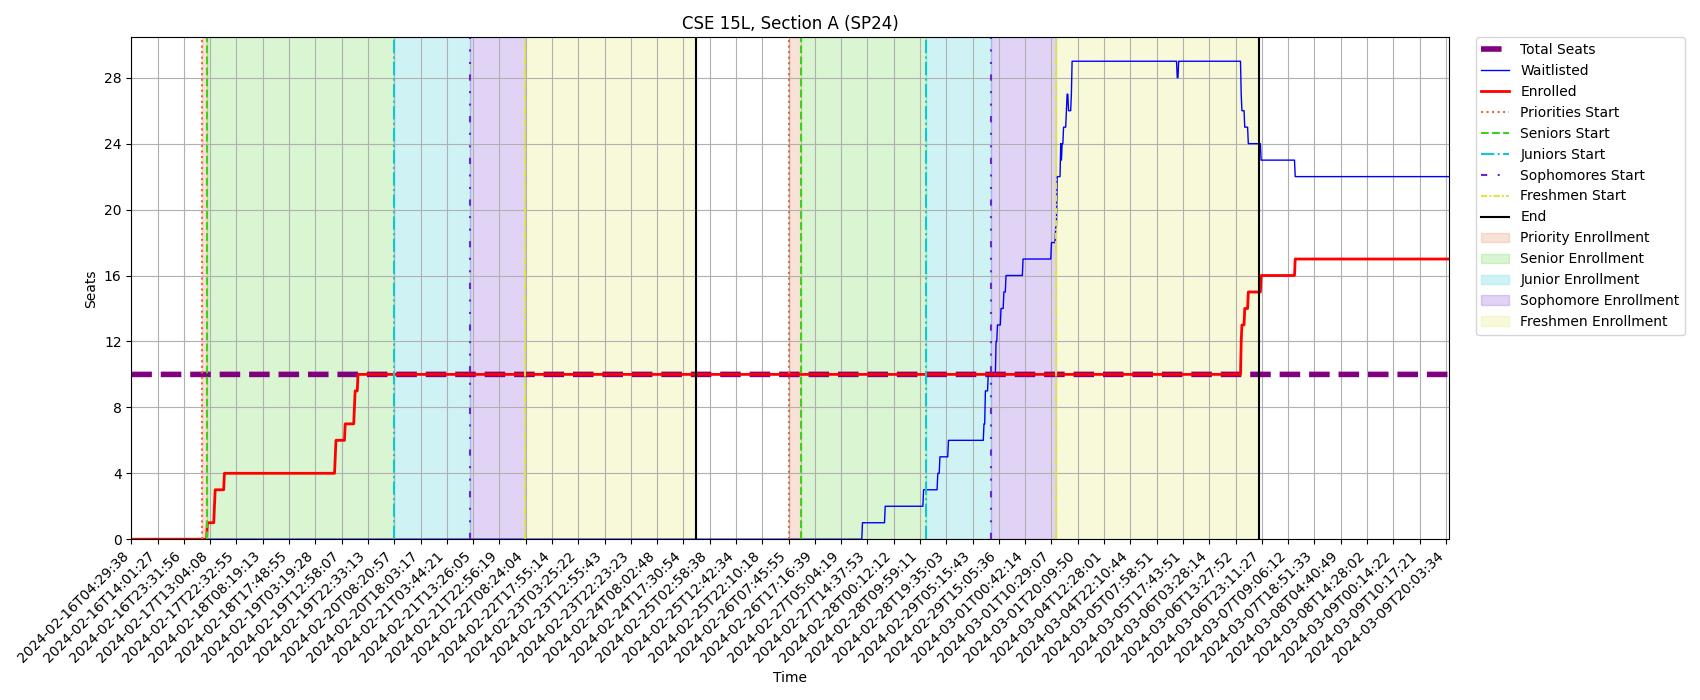 CSE 15L, Section A (SP24)
Seats
28
24
20
16
12
8
4
0
2024-02-16T04:29:38
2024-02-16T14:01:27
2024-02-16T23:31:56
2024-02-17T13:04:08
2024-02-17T22:32:55
2024-02-18T08:19:13
2024-02-18T17:48:55
2024-02-19T03:19:28
2024-02-19T12:58:07
2024-02-19T22:33:13
2024-02-20T08:20:57
2024-02-20T18:03:17
2024-02-21T03:44:21
2024-02-21T13:26:05
2024-02-21T22:56:19
2024-02-22T08:24:04
2024-02-22T17:55:14
2024-02-23T03:25:22
2024-02-23T12:55:43
2024-02-23T22:23:23
2024-02-24T08:02:48
2024-02-24T17:30:54
2024-02-25T02:58:38
2024-02-25T12:42:34
2024-02-25T22:10:18
2024-02-26T07:45:55
2024-02-26T17:16:39
2024-02-27T05:04:19
2024-02-27T14:37:53
2024-02-28T00:12:12
2024-02-28T09:59:11
2024-02-28T19:35:03
2024-02-29T05:15:43
2024-02-29T15:05:36
2024-03-01T00:42:14
2024-03-01T10:29:07
2024-03-01T20:09:50
2024-03-04T12:28:01
2024-03-04T22:10:44
2024-03-05T07:58:51
2024-03-05T17:43:51
2024-03-06T03:28:14
2024-03-06T13:27:52
2024-03-06T23:11:27
2024-03-07T09:06:12
2024-03-07T18:51:33
2024-03-08T04:40:49
2024-03-08T14:28:02
2024-03-09T00:14:22
2024-03-09T10:17:21
2024-03-09T20:03:34
Time
Total Seats
Waitlisted
Enrolled
Priorities Start
Seniors Start
Juniors Start
Sophomores Start
Freshmen Start
End
Priority Enrollment
Senior Enrollment
Junior Enrollment
Sophomore Enrollment
Freshmen Enrollment